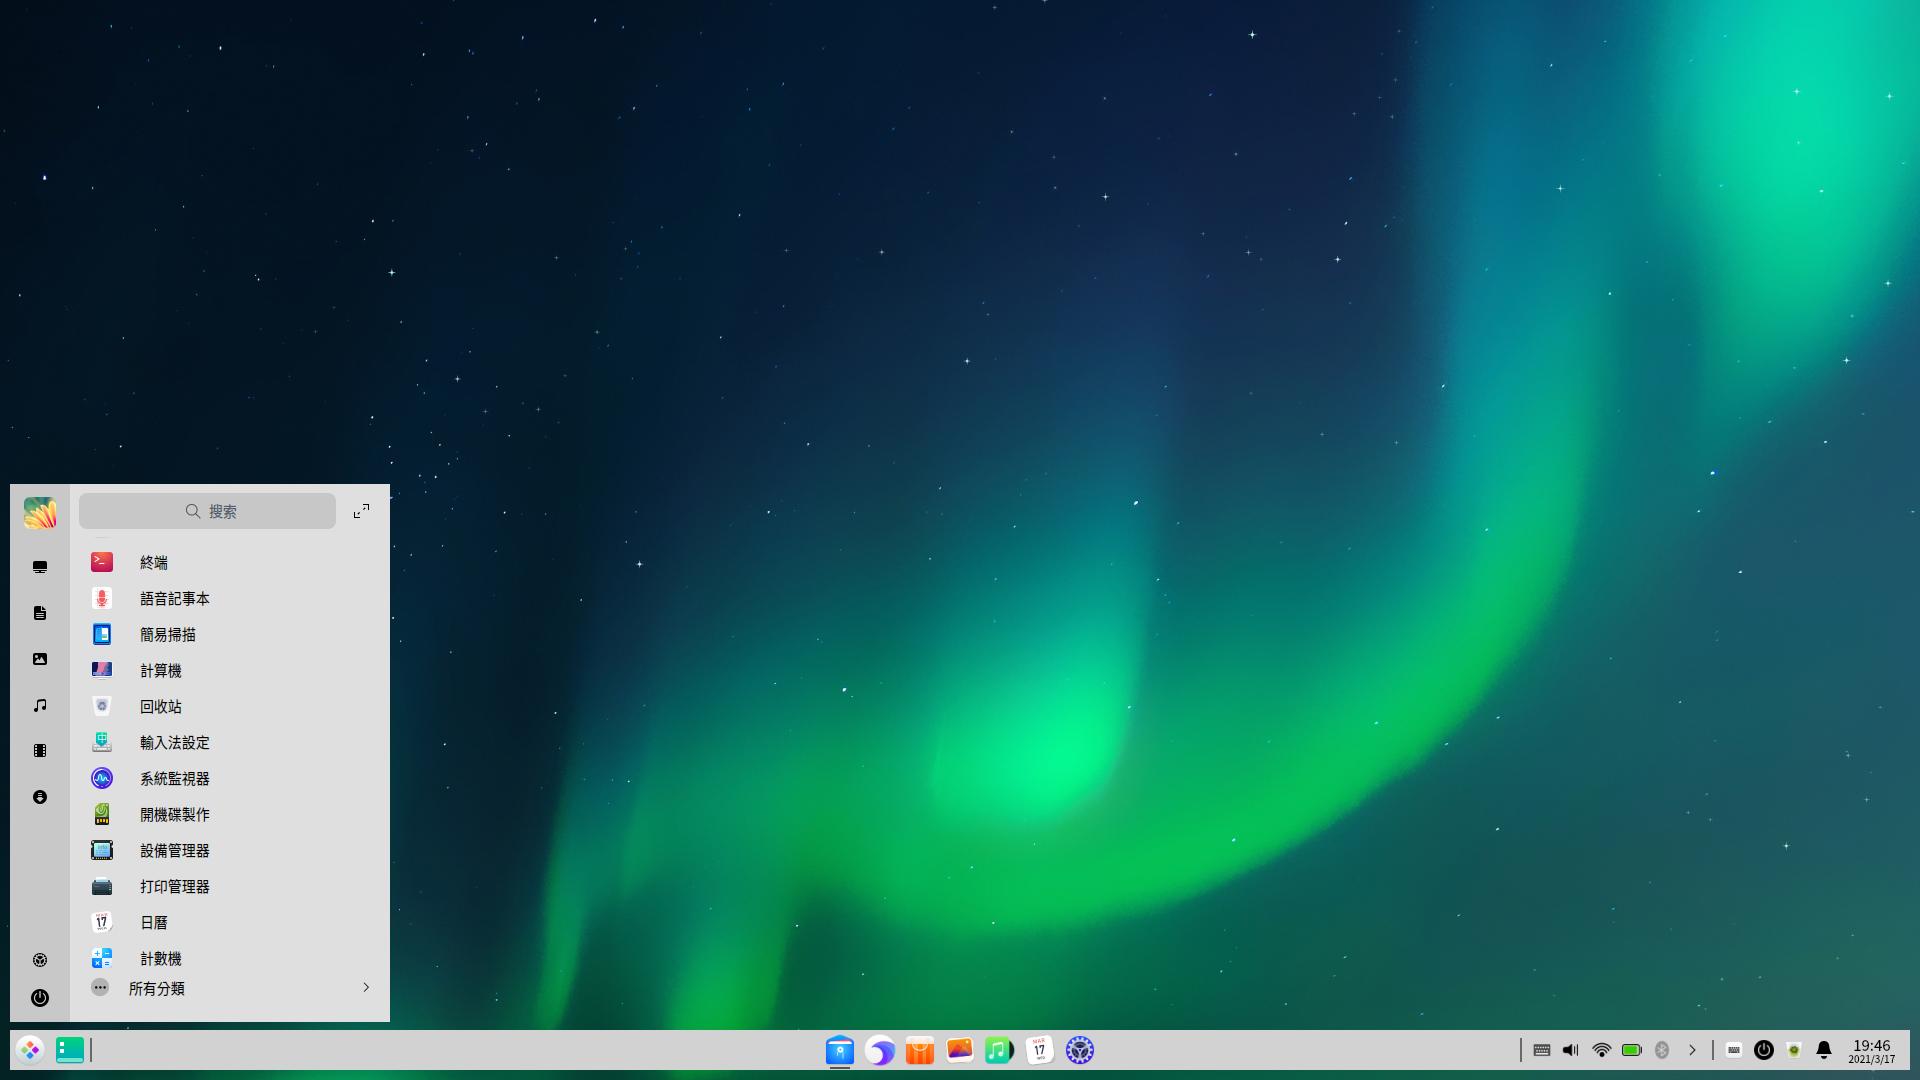 搜索
終端
語音記事本
簡易掃描
計算機
回收站
輸入法設定
系統監視器
開機碟製作
設備管理器
打印管理器
日曆
計數機
所有分類
MAR
17
19:46
2021/3/17